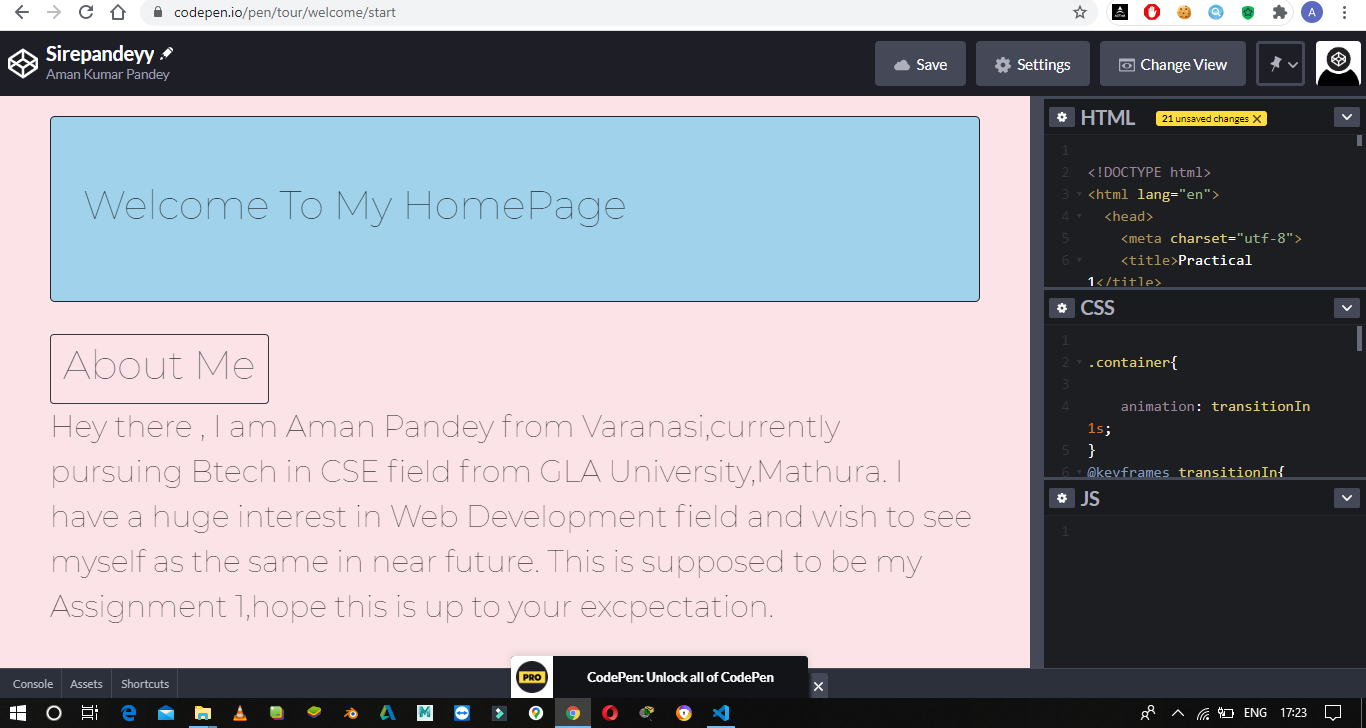 codepen.io/pen/tour/welcome/start
A
Sirepandeyy
Aman Kumar Pandey
Save
Settings
Change View
Welcome To My HomePage
About Me
Hey there , I am Aman Pandey from Varanasi,currently
pursuing Btech in CSE field from GLA University,Mathura. I
have a huge interest in Web Development field and wish to see
myself as the same in near future. This is supposed to be my
Assignment 1,hope this is up to your excpectation.
HTML
21 unsaved changes
1
2 <!DOCTYPE html>
3 <html lang="en">
4 <head>
5 <meta charset="utf-8">
6 <title>Practical
1</title>
CSS
1
2 .container{
3
4 animation: transitionIn
1s;
5 }
6 @keyframes transitionIn{
JS
1
Console
Assets
Shortcuts
PRO
CodePen: Unlock all of CodePen
ENG
17:23